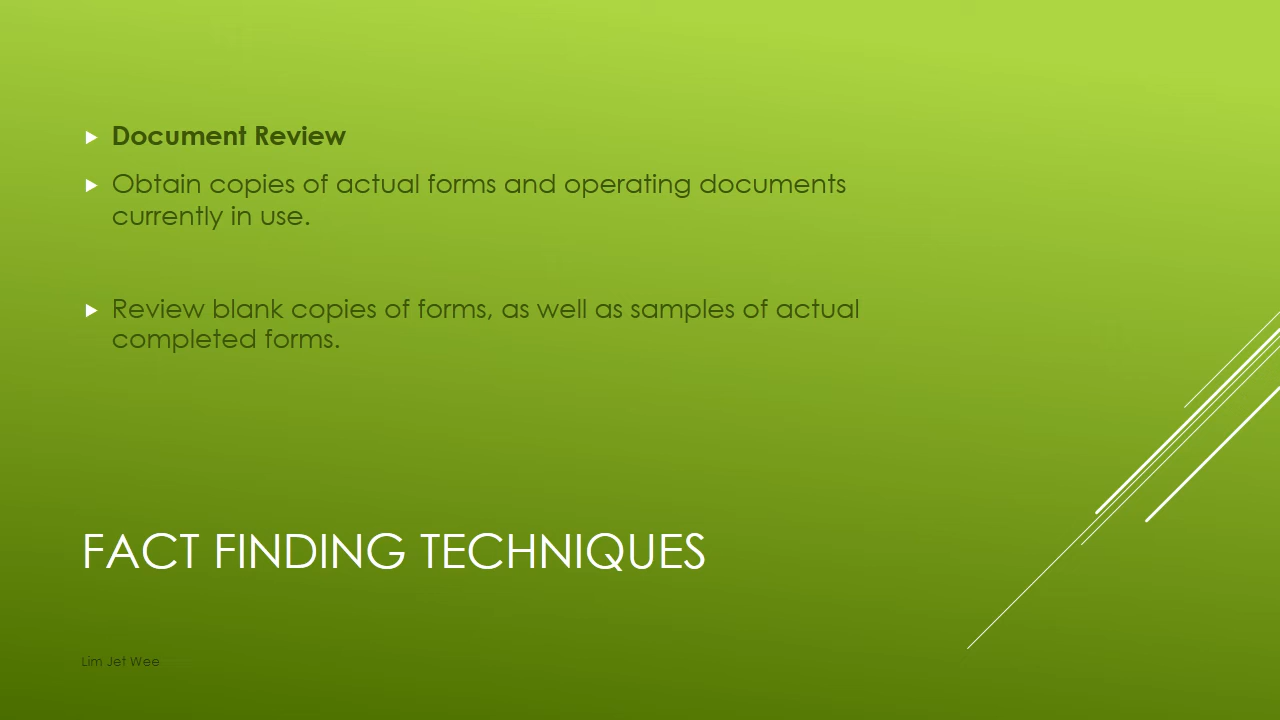 Document Review
Obtain copies of actual forms and operating documents
currently in use.
Review blank copies of forms, as well as samples of actual
completed forms.
FACT FINDING TECHNIQUES
Lim Jet Wee